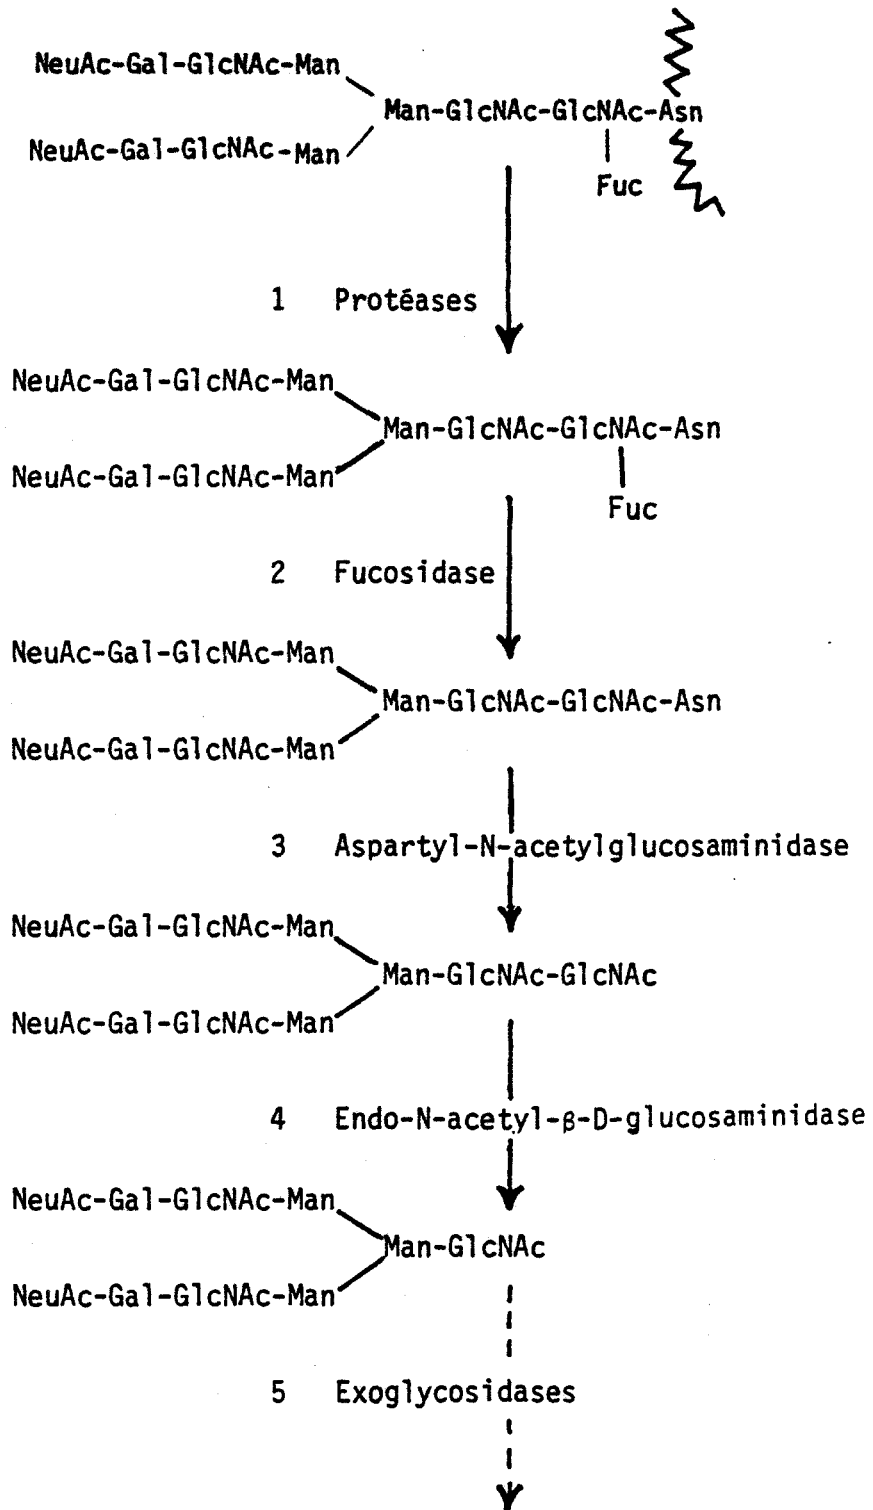 NeuAc-Gal-GlcNAc-Man
Man-GlcNAc-GlcNAc-Asn
NeuAc-Gal-GlcNAc-Man
Fuc
1 Protéases
NeuAc-Gal-GlcNAc-Man
Man-GlcNAc-GlcNAc-Asn
NeuAc-Gal-GlcNAc-Man
Fuc
2 Fucosidase
NeuAc-Gal-GlcNAc-Man
Man-GlcNAc-GlcNAc-Asn
NeuAc-Gal-GlcNAc-Man
3 Aspartyl-N-acetylglucosaminidase
NeuAc-Gal-GlcNAc-Man
Man-GlcNAc-GlcNAc
NeuAc-Gal-GlcNAc-Man
4 Endo-N-acetyl-β-D-glucosaminidase
NeuAc-Gal-GlcNAc-Man
Man-GlcNAc
NeuAc-Gal-GlcNAc-Man
5 Exoglycosidases